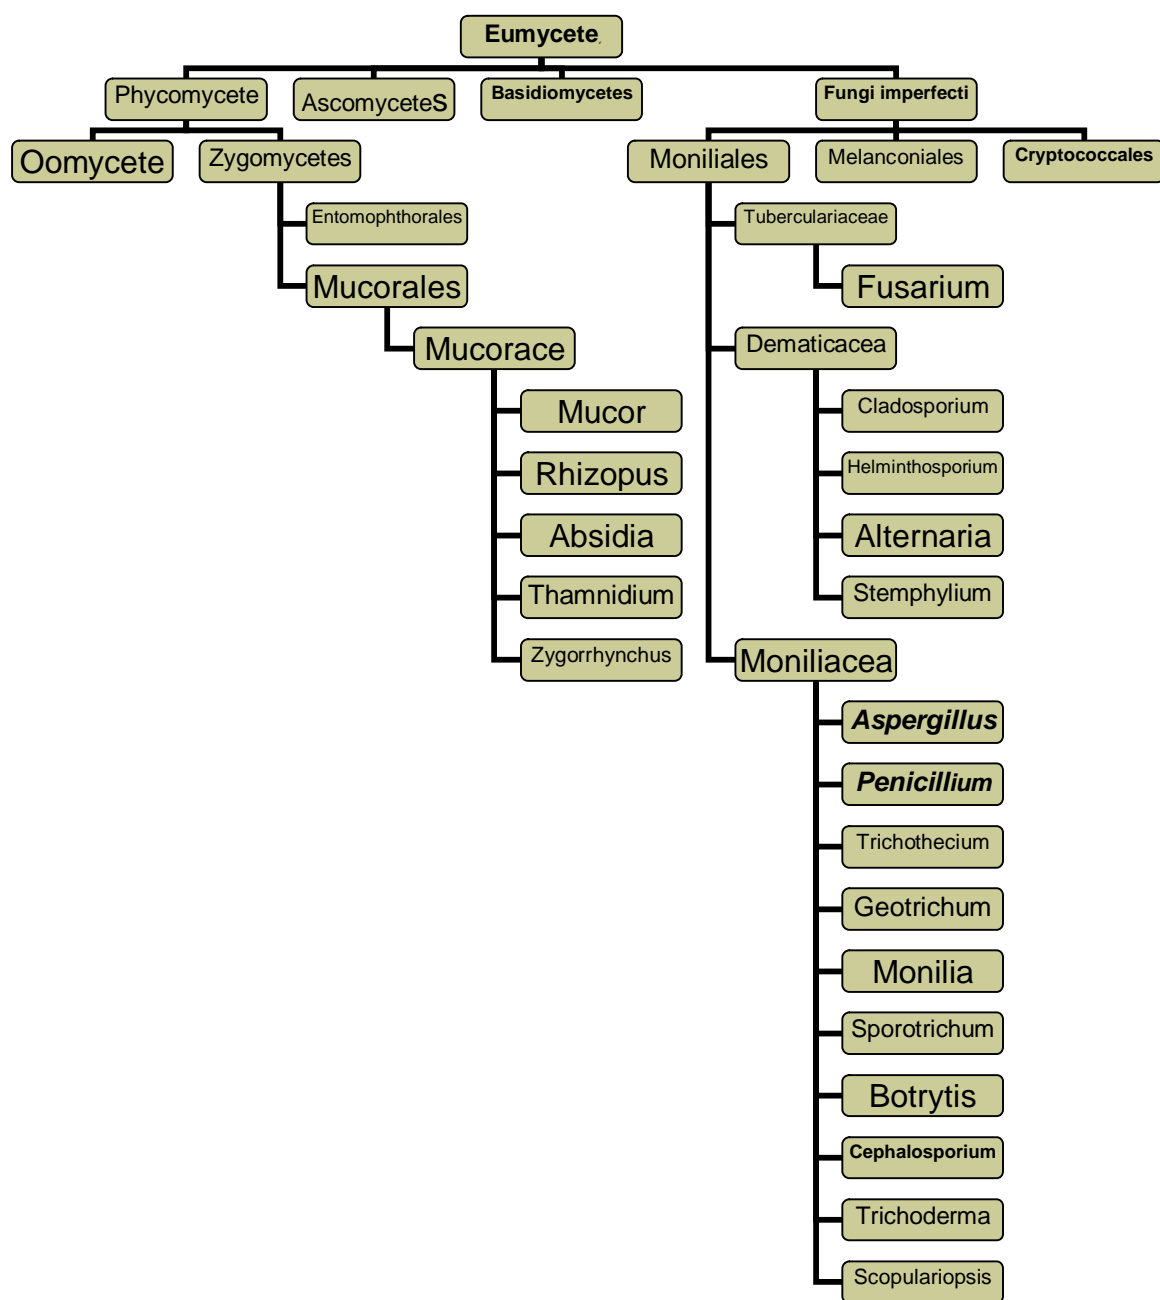 Eumycete.
Phycomycete
AscomyceteS
Basidiomycetes
Fungi imperfecti
Oomycete
Zygomycetes
Moniliales
Melanconiales
Cryptococcales
Entomophthorales
Tuberculariaceae
Mucorales
Fusarium
Mucorace
Dematicacea
Mucor
Cladosporium
Rhizopus
Helminthosporium
Absidia
Alternaria
Thamnidium
Stemphylium
Zygorrhynchus
Moniliacea
Aspergillus
Penicillium
Trichothecium
Geotrichum
Monilia
Sporotrichum
Botrytis
Cephalosporium
Trichoderma
Scopulariopsis